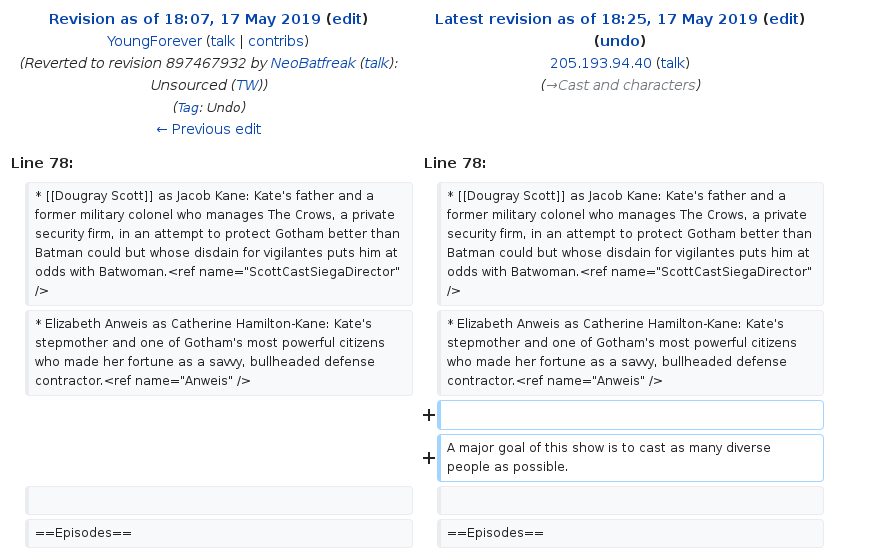 Revision as of 18:07, 17 May 2019 (edit)
YoungForever (talk | contribs)
(Reverted to revision 897467932 by NeoBatfreak (talk):
Unsourced (TW))
(Tag: Undo)
← Previous edit
Latest revision as of 18:25, 17 May 2019 (edit)
(undo)
205.193.94.40 (talk)
(→Cast and characters)
Line 78:
Line 78:
* [[Dougray Scott]] as Jacob Kane: Kate's father and a
former military colonel who manages The Crows, a private
security firm, in an attempt to protect Gotham better than
Batman could but whose disdain for vigilantes puts him at
odds with Batwoman.<ref name="ScottCastSiegaDirector"
/>
* [[Dougray Scott]] as Jacob Kane: Kate's father and a
former military colonel who manages The Crows, a private
security firm, in an attempt to protect Gotham better than
Batman could but whose disdain for vigilantes puts him at
odds with Batwoman.<ref name="ScottCastSiegaDirector"
/>
* Elizabeth Anweis as Catherine Hamilton-Kane: Kate's
stepmother and one of Gotham's most powerful citizens
who made her fortune as a savvy, bullheaded defense
contractor.<ref name="Anweis" />
* Elizabeth Anweis as Catherine Hamilton-Kane: Kate's
stepmother and one of Gotham's most powerful citizens
who made her fortune as a savvy, bullheaded defense
contractor.<ref name="Anweis" />
+
+ A major goal of this show is to cast as many diverse
people as possible.
==Episodes==
==Episodes==